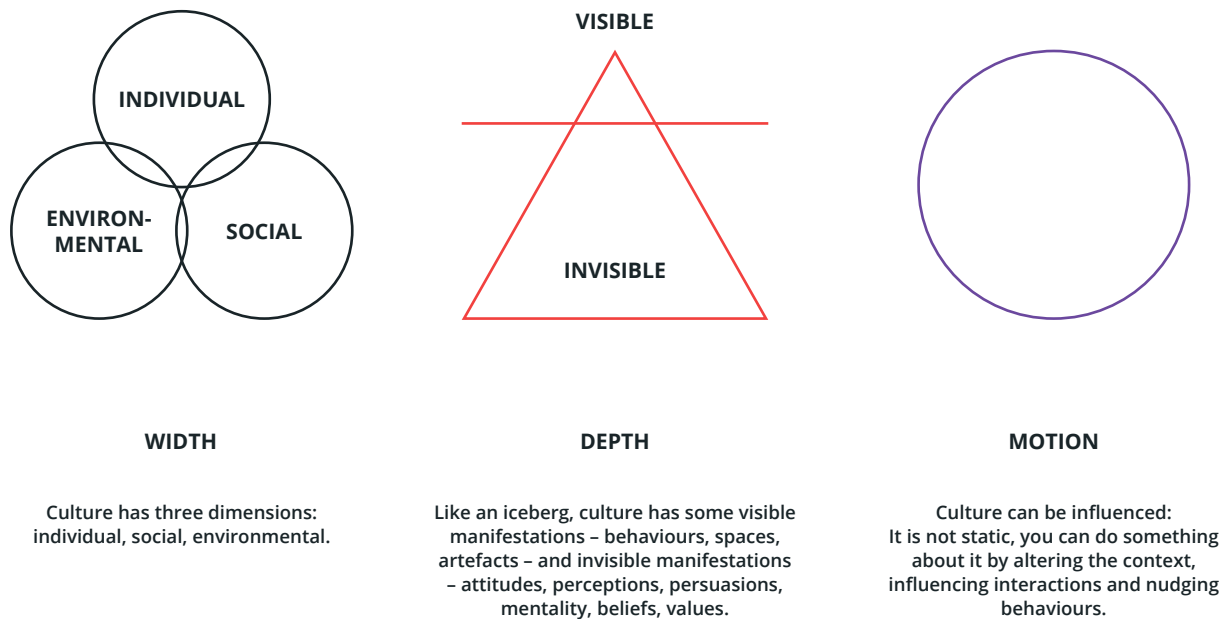 INDIVIDUAL
ENVIRON-
MENTAL
SOCIAL
WIDTH
Culture has three dimensions:
individual, social, environmental.
VISIBLE
INVISIBLE
DEPTH
Like an iceberg, culture has some visible
manifestations – behaviours, spaces,
artefacts – and invisible manifestations
– attitudes, perceptions, persuasions,
mentality, beliefs, values.
MOTION
Culture can be influenced:
It is not static, you can do something
about it by altering the context,
influencing interactions and nudging
behaviours.